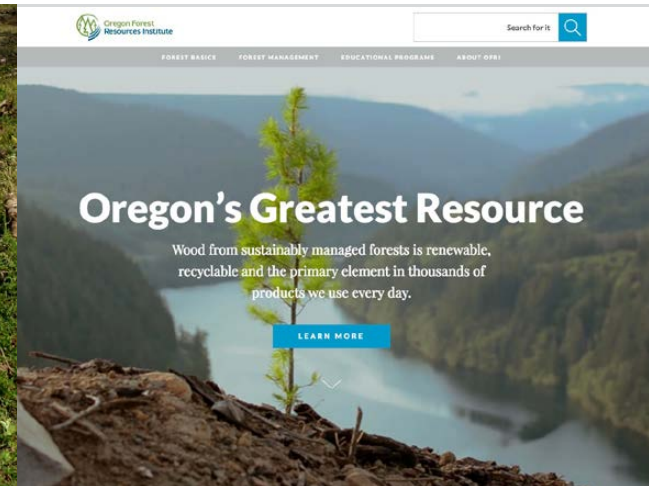 Oregon Forest
Resources Institute
Search for it
FOREST BASICS FOREST MANAGEMENT EDUCATIONAL PROGRAMS ABOUT OFRI
Oregon's Greatest Resource
Wood from sustainably managed forests is renewable,
recyclable and the primary element in thousands of
products we use every day.
LEARN MORE